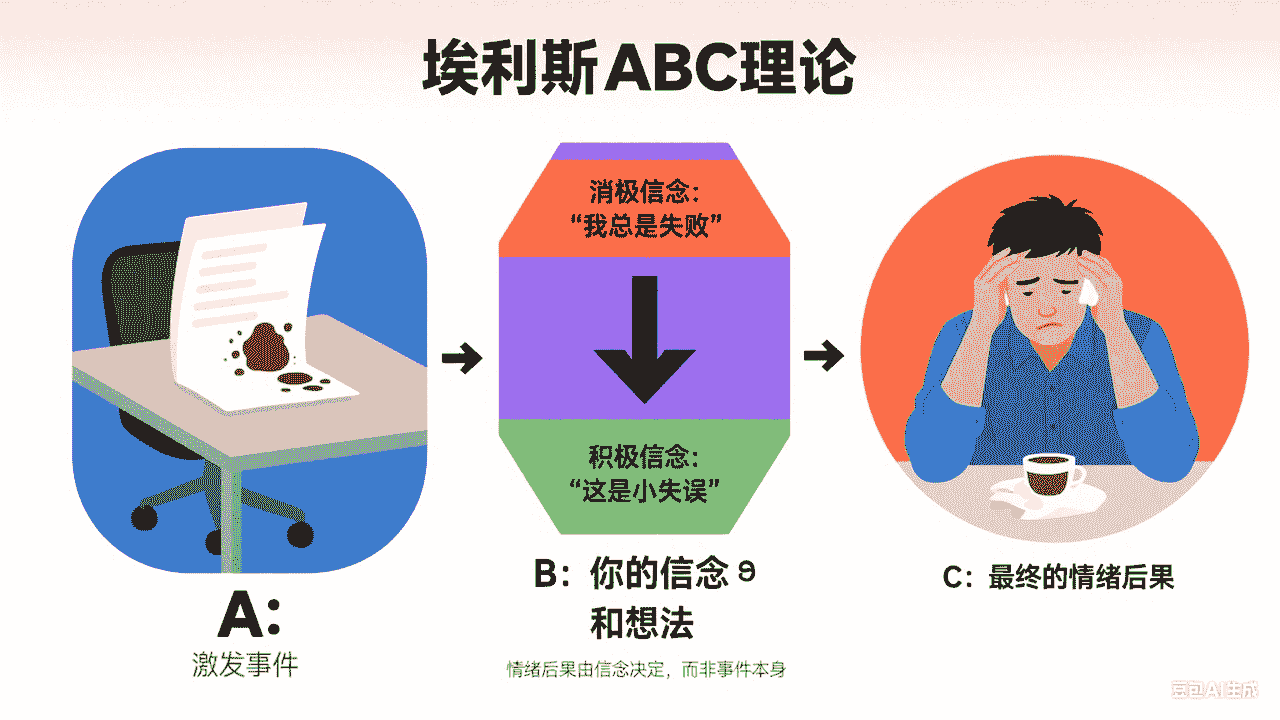 埃利斯ABC理论
消极信念：
“我总是失败”
积极信念：
“这是小失误”
A：
激发事件
B：你的信念 9
和想法
情绪后果由信念决定，而非事件本身
C：最终的情绪后果
豆包AI生成